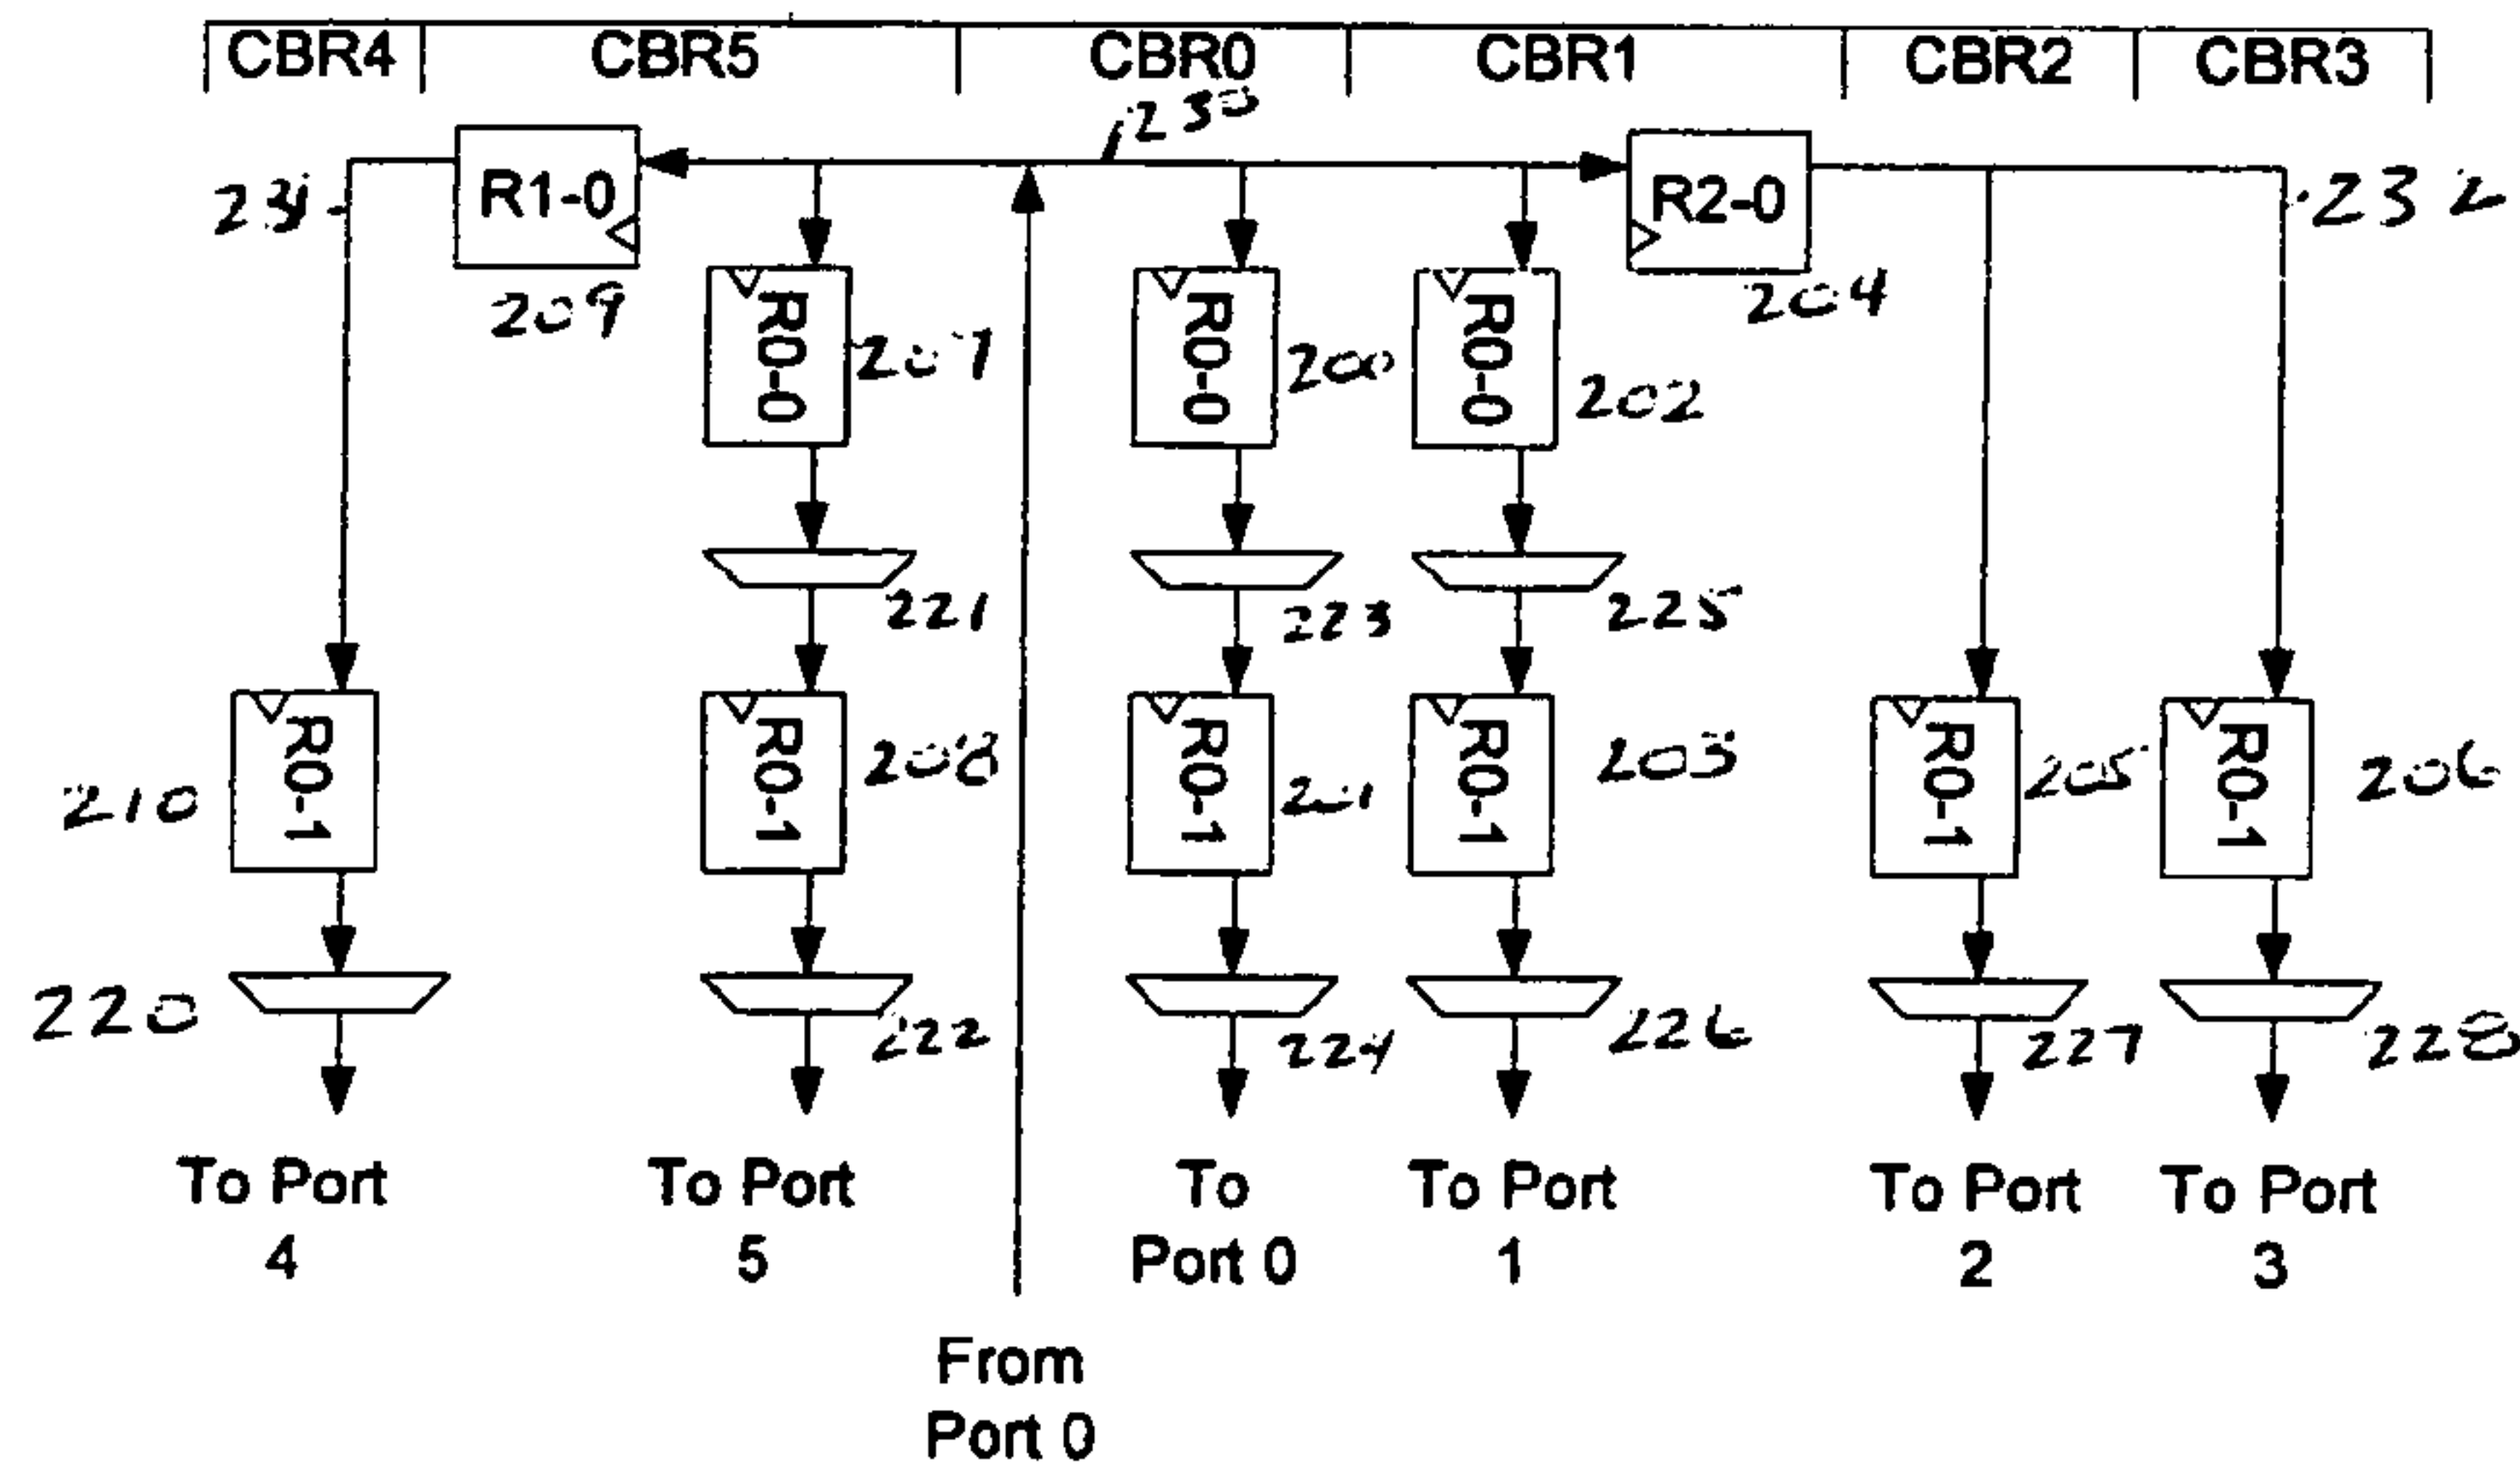 CBR4 CBR5 CBR0 CBR1 CBR2 CBR3
230
231 R1-0 R2-0 232
209 204
R0-0 207 R0-0 200 R0-0 202
221 223 225
210 R0-1 R0-1 208 R0-1 201 R0-1 203 R0-1 205 R0-1 206
220 222 224 226 227 228
To Port To Port To To Port To Port To Port
4 5 Port 0 1 2 3
From
Port 0